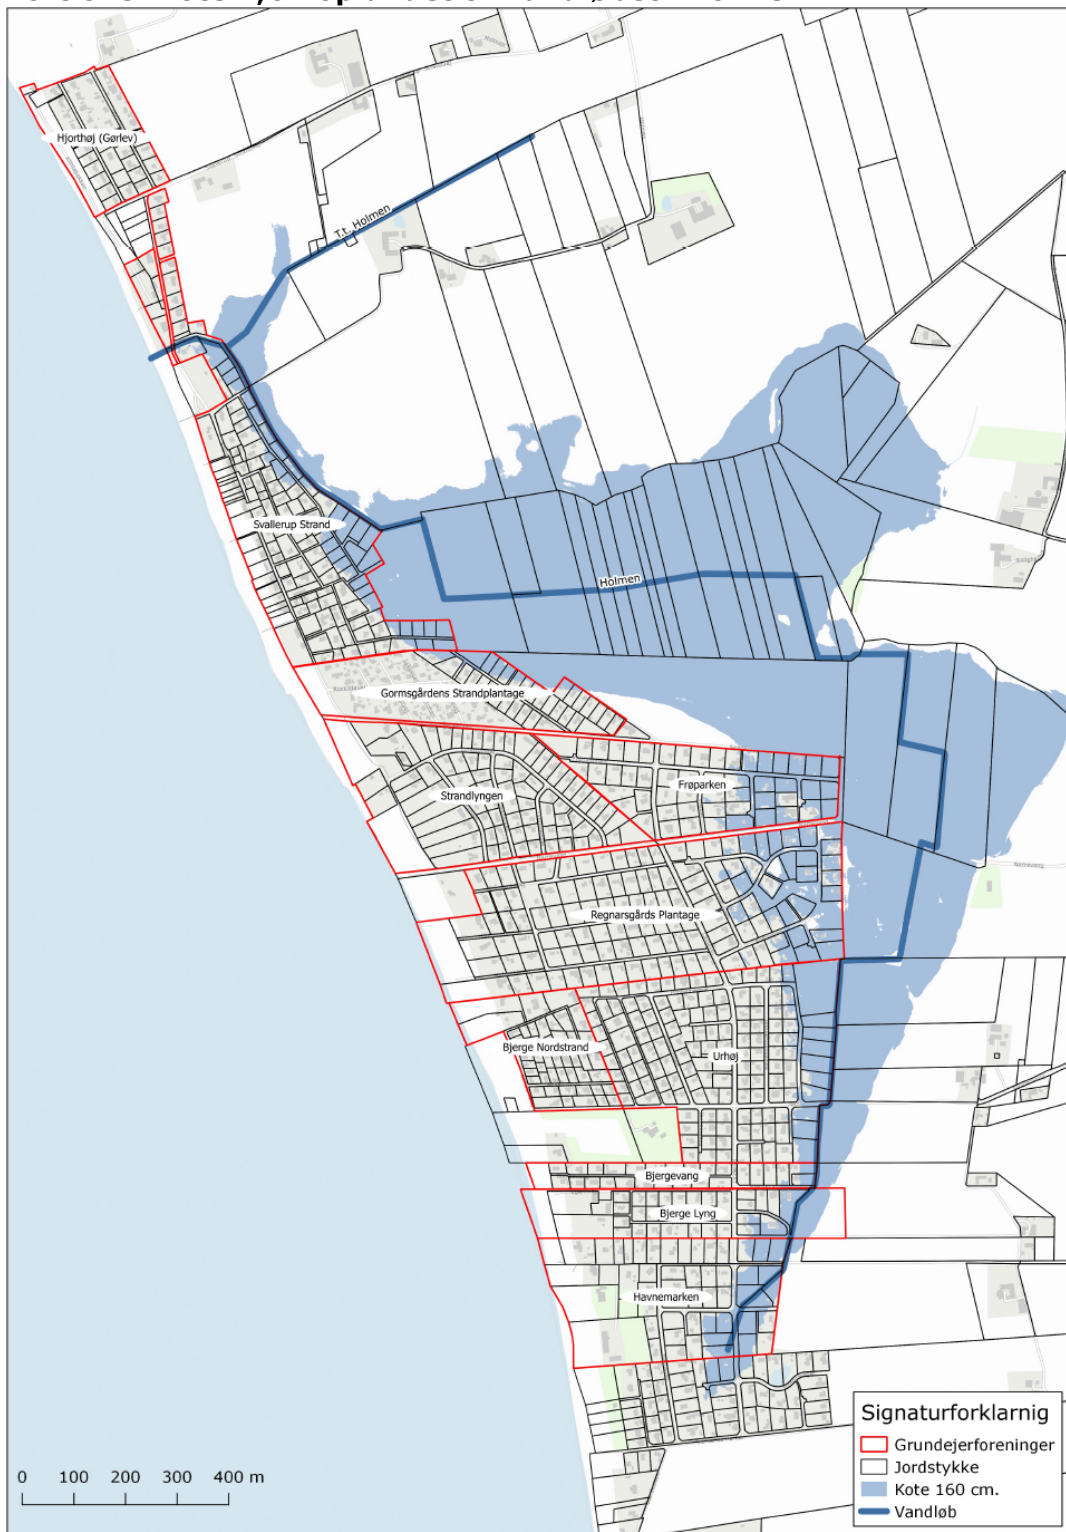 Hjorthøj (Gørlev)
T.t. Holmen
Svallerup Strand
Holmen
Gormsgårdens Strandplantage
Frøparken
Strandlyngen
Regnarsgårds Plantage
Bjerge Nordstrand
Urhøj
Bjergevang
Bjerge Lyng
Havnemarken
Signaturforklarnig
Grundejerforeninger
Jordstykke
Kote 160 cm.
Vandløb
0 100 200 300 400 m